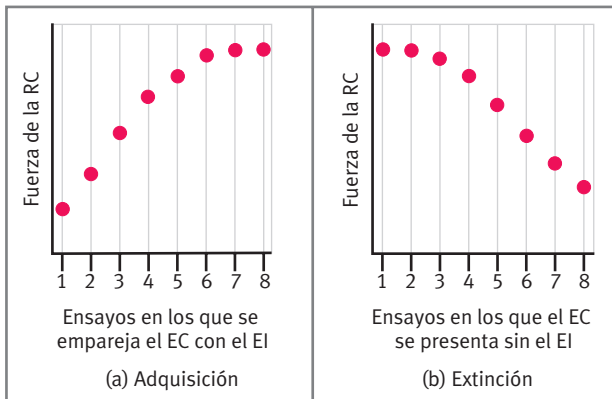 Fuerza de la RC
1 2 3 4 5 6 7 8
Ensayos en los que se
empareja el EC con el EI
(a) Adquisición
Fuerza de la RC
1 2 3 4 5 6 7 8
Ensayos en los que el EC
se presenta sin el EI
(b) Extinción